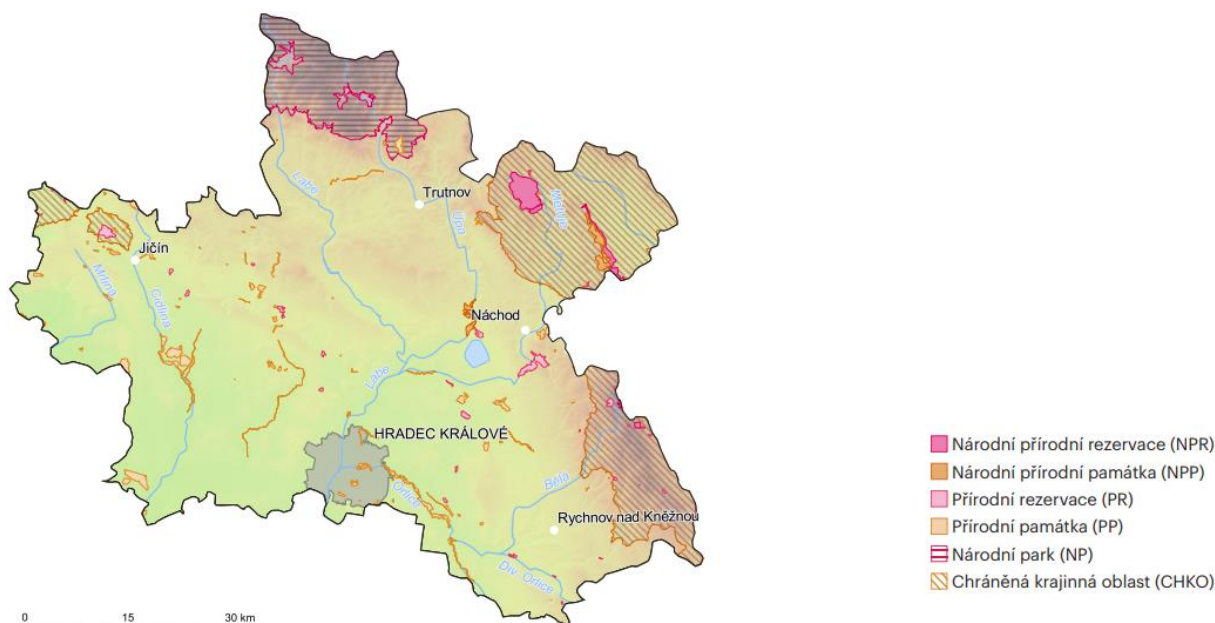 Labe
Trutnov
Úpa
Metuje
Jičín
Mrlina
Cidlina
Náchod
Labe
HRADEC KRÁLOVÉ
Orlice
Bělá
Rychnov nad Kněžnou
Div. Orlice
0 15 30 km
Národní přírodní rezervace (NPR)
Národní přírodní památka (NPP)
Přírodní rezervace (PR)
Přírodní památka (PP)
Národní park (NP)
Chráněná krajinná oblast (CHKO)